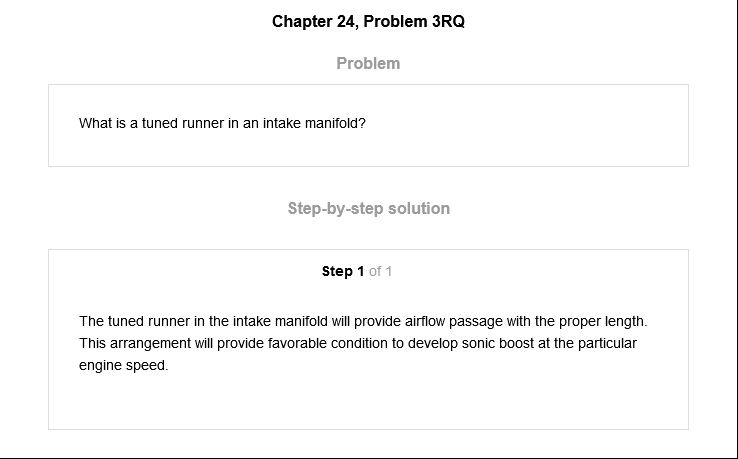 Chapter 24, Problem 3RQ
Problem
What is a tuned runner in an intake manifold?
Step-by-step solution
Step 1 of 1
The tuned runner in the intake manifold will provide airflow passage with the proper length.
This arrangement will provide favorable condition to develop sonic boost at the particular
engine speed.